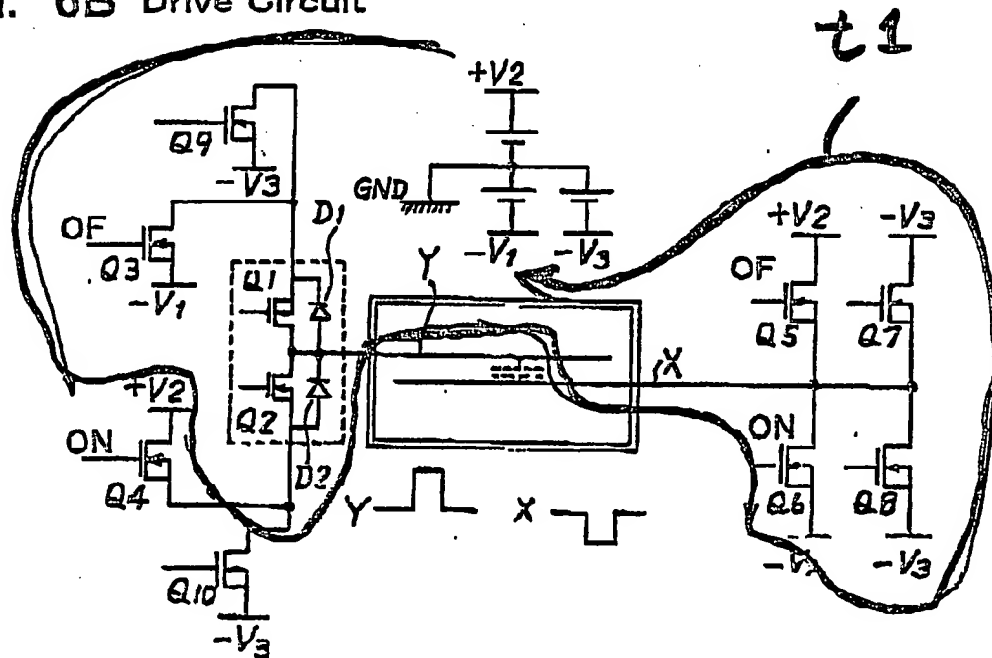 6B Drive Circuit
t1
+V2
Q9
-V3
GND
D1
-V1
-V3
Y
OF
Q3
-V1
Q1
+V2
-V3
OF
Q5
Q7
X
Q2
D2
+V2
ON
Q4
Y
X
ON
Q6
Q8
-V3
Q10
-V3